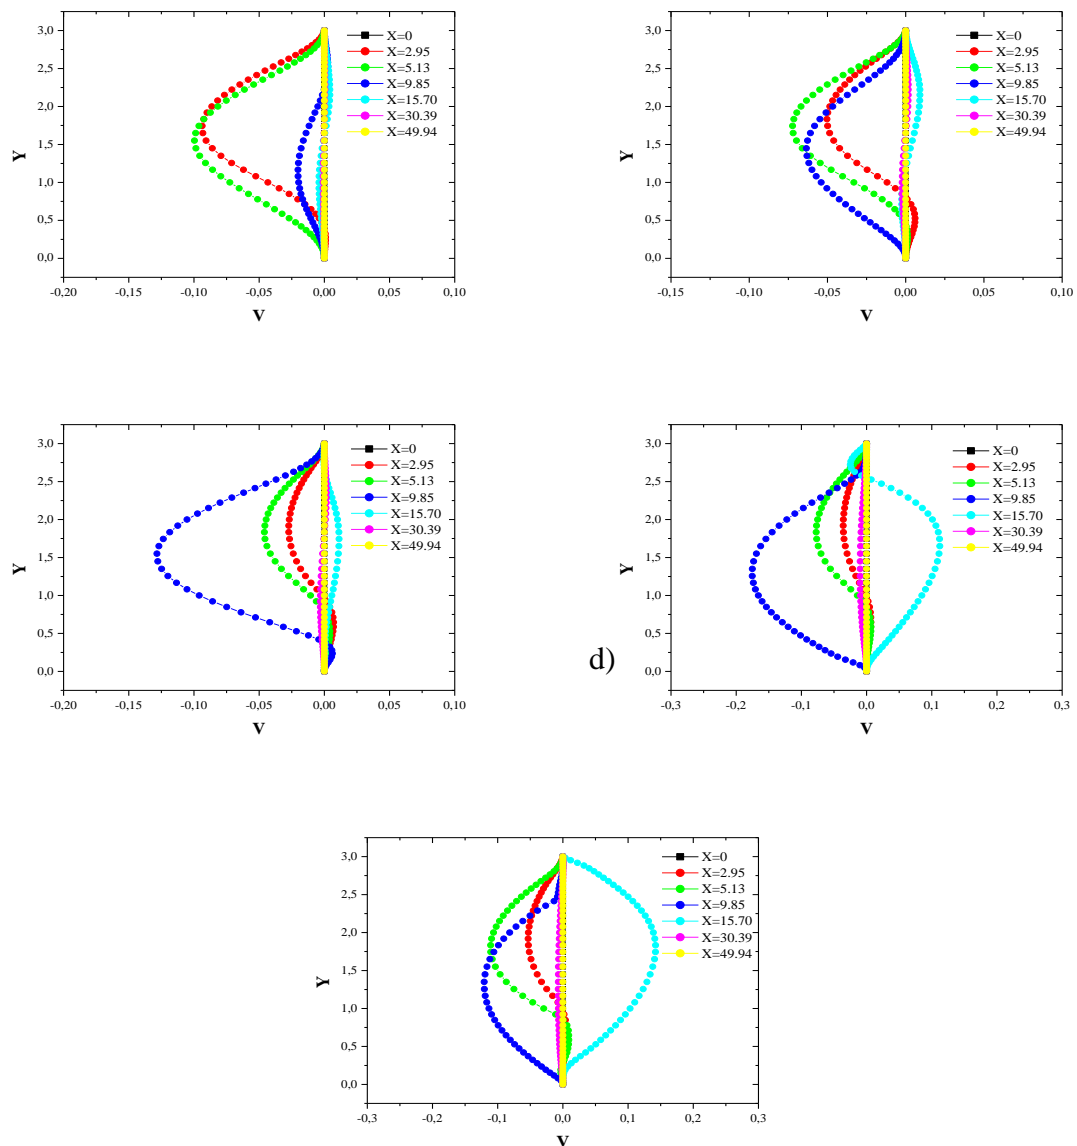 3,0
2,5
2,0
1,5
1,0
0,5
0,0
Y
-0,20 -0,15 -0,10 -0,05 0,00 0,05 0,10
V
X=0
X=2.95
X=5.13
X=9.85
X=15.70
X=30.39
X=49.94
3,0
2,5
2,0
1,5
1,0
0,5
0,0
Y
-0,15 -0,10 -0,05 0,00 0,05 0,10
V
X=0
X=2.95
X=5.13
X=9.85
X=15.70
X=30.39
X=49.94
3,0
2,5
2,0
1,5
1,0
0,5
0,0
Y
-0,20 -0,15 -0,10 -0,05 0,00 0,05 0,10
V
X=0
X=2.95
X=5.13
X=9.85
X=15.70
X=30.39
X=49.94
d)
3,0
2,5
2,0
1,5
1,0
0,5
0,0
Y
-0,3 -0,2 -0,1 0,0 0,1 0,2 0,3
V
X=0
X=2.95
X=5.13
X=9.85
X=15.70
X=30.39
X=49.94
3,0
2,5
2,0
1,5
1,0
0,5
0,0
Y
-0,3 -0,2 -0,1 0,0 0,1 0,2 0,3
V
X=0
X=2.95
X=5.13
X=9.85
X=15.70
X=30.39
X=49.94